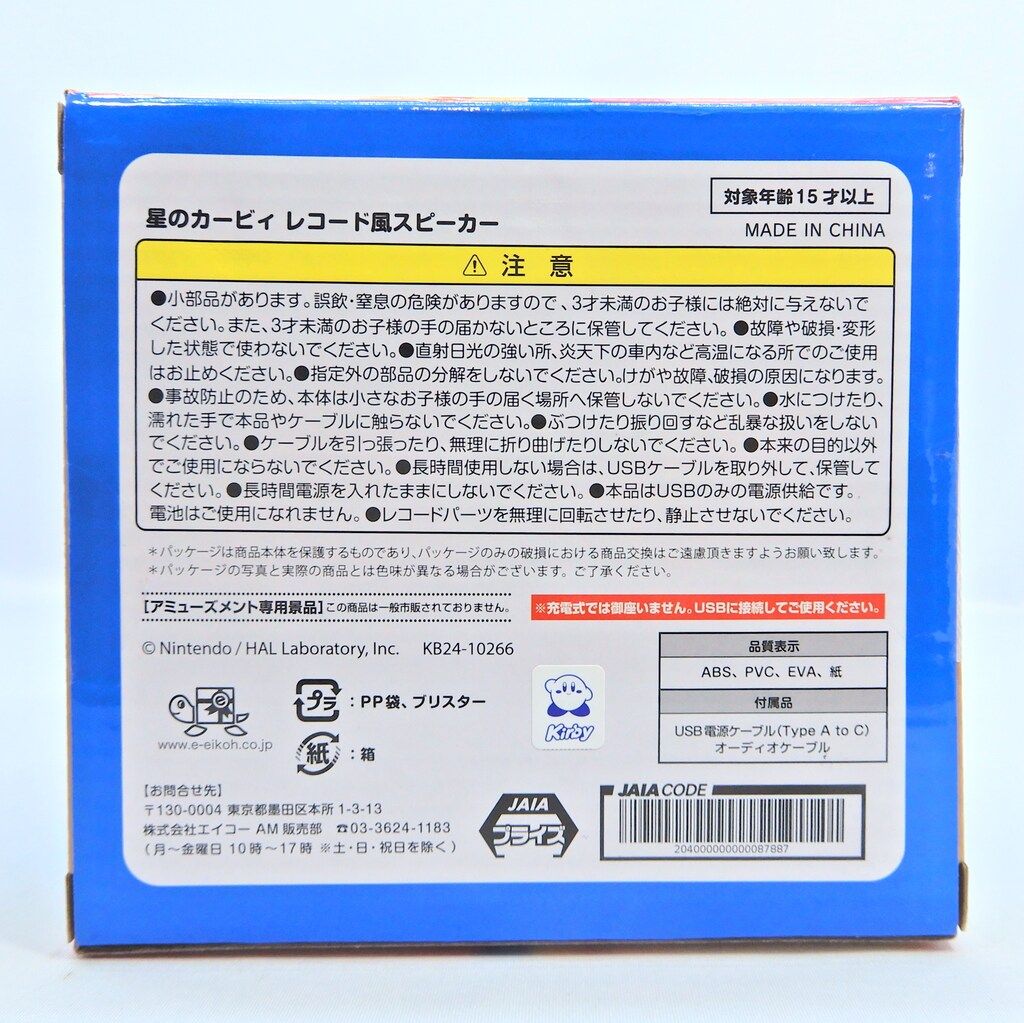 対象年齢15才以上
星のカービィ レコード風スピーカー
MADE IN CHINA
⚠ 注 意
●小部品があります。誤飲・窒息の危険がありますので、3才未満のお子様には絶対に与えないで
ください。また、3才未満のお子様の手の届かないところに保管してください。●故障や破損・変形
した状態で使わないでください。●直射日光の強い所、炎天下の車内など高温になる所でのご使用
はお止めください。●指定外の部品の分解をしないでください。けがや故障、破損の原因になります。
●事故防止のため、本体は小さなお子様の手の届く場所へ保管しないでください。●水につけたり、
濡れた手で本品やケーブルに触らないでください。●ぶつけたり振り回すなど乱暴な扱いをしない
でください。●ケーブルを引っ張ったり、無理に折り曲げたりしないでください。●本来の目的以外
でご使用にならないでください。●長時間使用しない場合は、USBケーブルを取り外して、保管して
ください。●長時間電源を入れたままにしないでください。●本品はUSBのみの電源供給です。
電池はご使用になれません。●レコードパーツを無理に回転させたり、静止させないでください。
＊パッケージは商品本体を保護するものであり、パッケージのみの破損における商品交換はご遠慮頂きますようお願い致します。
＊パッケージの写真と実際の商品とは色味が異なる場合がございます。ご了承ください。
【アミューズメント専用景品】この商品は一般市販されておりません。
※充電式では御座いません。USBに接続してご使用ください。
© Nintendo / HAL Laboratory, Inc. KB24-10266
品質表示
ABS、PVC、EVA、紙
付属品
USB電源ケーブル(Type A to C)
オーディオケーブル
プラ：PP袋、ブリスター
紙：箱
www.e-eikoh.co.jp
Kirby
【お問合せ先】
〒130-0004 東京都墨田区本所 1-3-13
株式会社エイコー AM 販売部 ☎03-3624-1183
（月～金曜日 10時～17時 ※土・日・祝日を除く）
JAIA
プライズ
JAIA CODE
204000000000087887